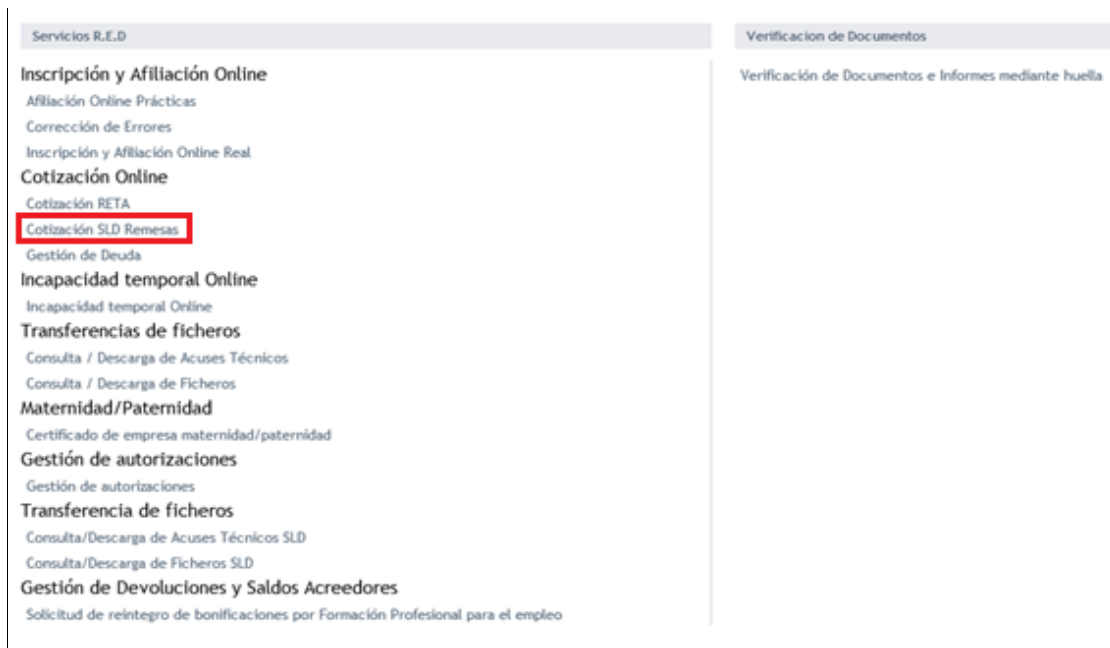 Servicios R.E.D
Inscripción y Afiliación Online
Afiliación Online Prácticas
Corrección de Errores
Inscripción y Afiliación Online Real
Cotización Online
Cotización RETA
Cotización SLD Remesas
Gestión de Deuda
Incapacidad temporal Online
Incapacidad temporal Online
Transferencias de ficheros
Consulta / Descarga de Acuses Técnicos
Consulta / Descarga de Ficheros
Maternidad/Paternidad
Certificado de empresa maternidad/paternidad
Gestión de autorizaciones
Gestión de autorizaciones
Transferencia de ficheros
Consulta/Descarga de Acuses Técnicos SLD
Consulta/Descarga de Ficheros SLD
Gestión de Devoluciones y Saldos Acreedores
Solicitud de reintegro de bonificaciones por Formación Profesional para el empleo
Verificacion de Documentos
Verificación de Documentos e Informes mediante huella